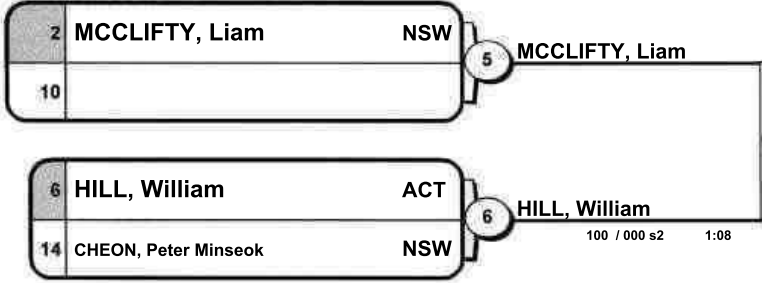 2 MCCLIFTY, Liam NSW
5 MCCLIFTY, Liam
10
6 HILL, William ACT
6 HILL, William
14 CHEON, Peter Minseok NSW
100 / 000 s2 1:08